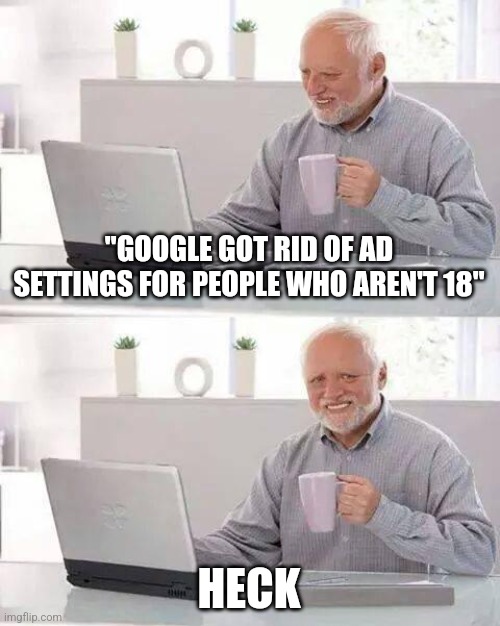 "GOOGLE GOT RID OF AD
SETTINGS FOR PEOPLE WHO AREN'T 18"
HECK
imgflip.com